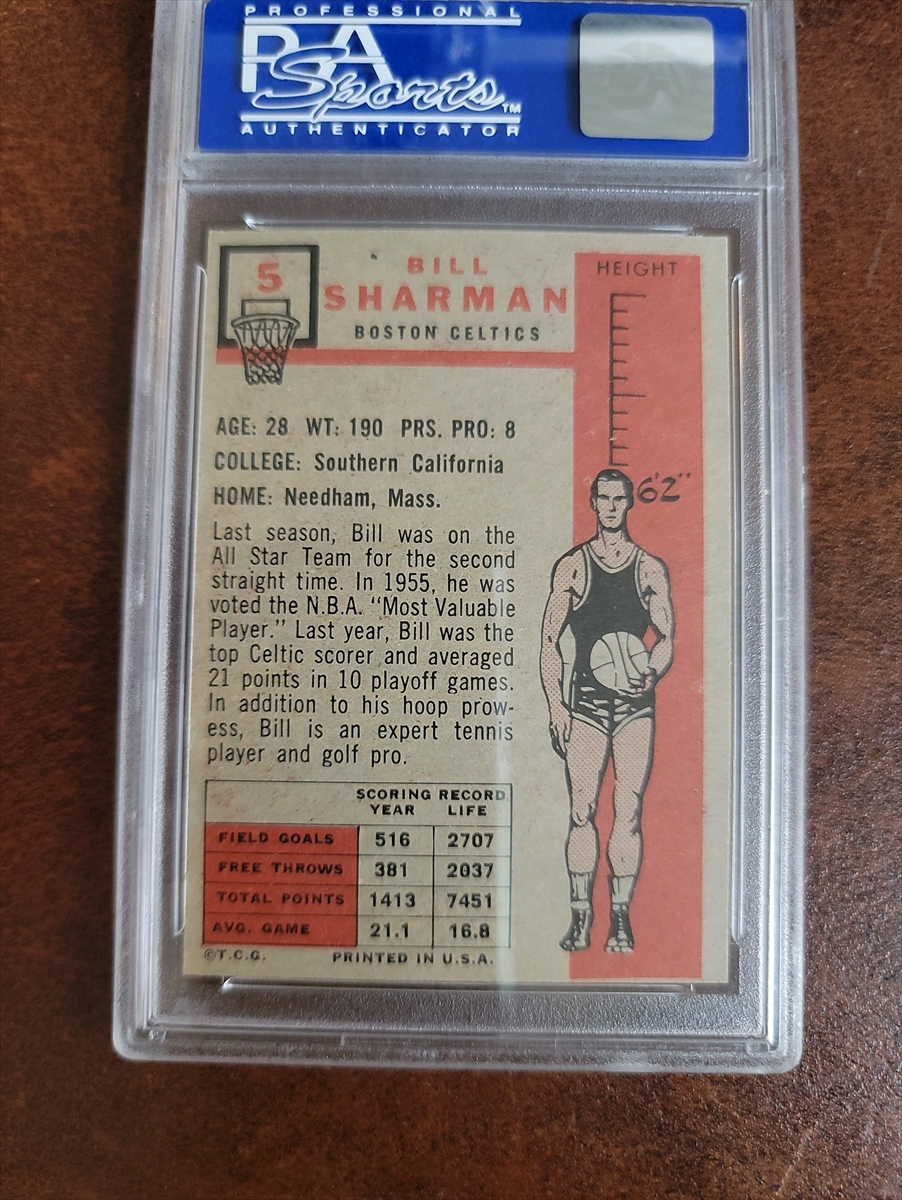 PROFESSIONAL
PSA
Sports™
AUTHENTICATOR
5
BILL
SHARMAN
BOSTON CELTICS
HEIGHT
6'2"
AGE: 28 WT: 190 PRS. PRO: 8
COLLEGE: Southern California
HOME: Needham, Mass.
Last season, Bill was on the
All Star Team for the second
straight time. In 1955, he was
voted the N.B.A. “Most Valuable
Player.” Last year, Bill was the
top Celtic scorer and averaged
21 points in 10 playoff games.
In addition to his hoop prow-
ess, Bill is an expert tennis
player and golf pro.
SCORING RECORD
YEAR LIFE
FIELD GOALS 516 2707
FREE THROWS 381 2037
TOTAL POINTS 1413 7451
AVG. GAME 21.1 16.8
©T.C.G. PRINTED IN U.S.A.